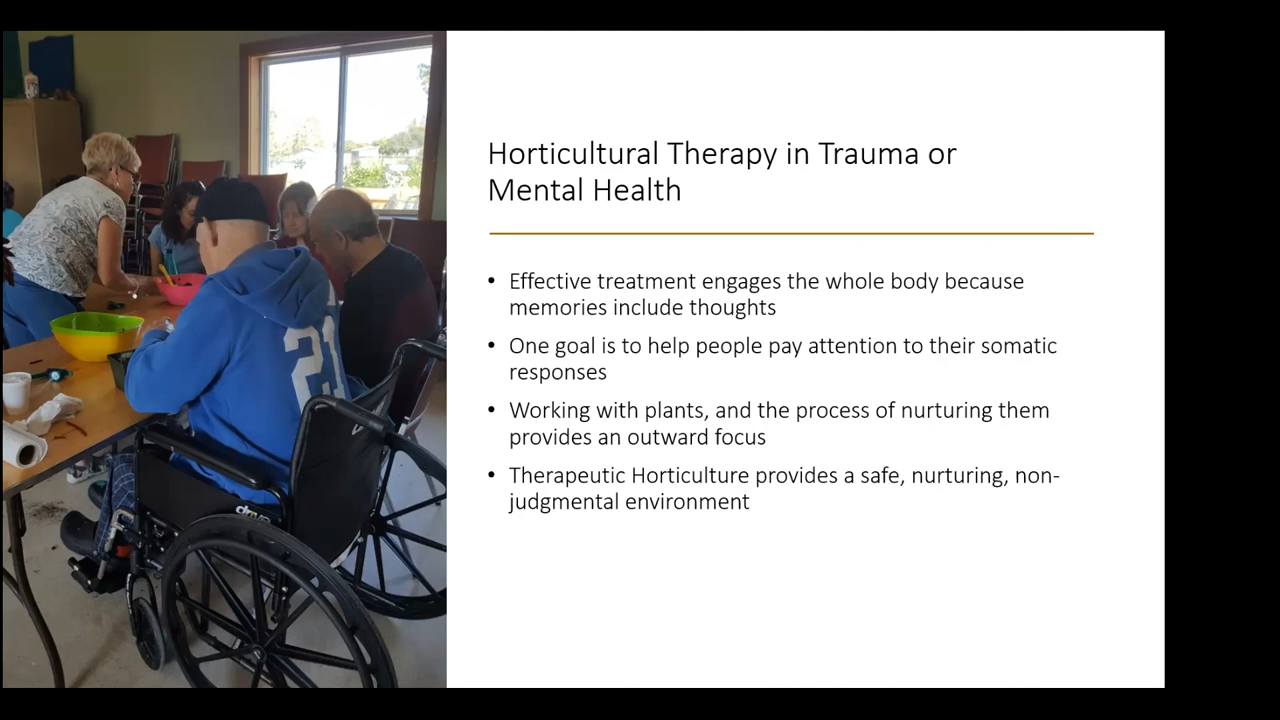 Horticultural Therapy in Trauma or
Mental Health
• Effective treatment engages the whole body because
memories include thoughts
• One goal is to help people pay attention to their somatic
responses
• Working with plants, and the process of nurturing them
provides an outward focus
• Therapeutic Horticulture provides a safe, nurturing, non-
judgmental environment
21
drive